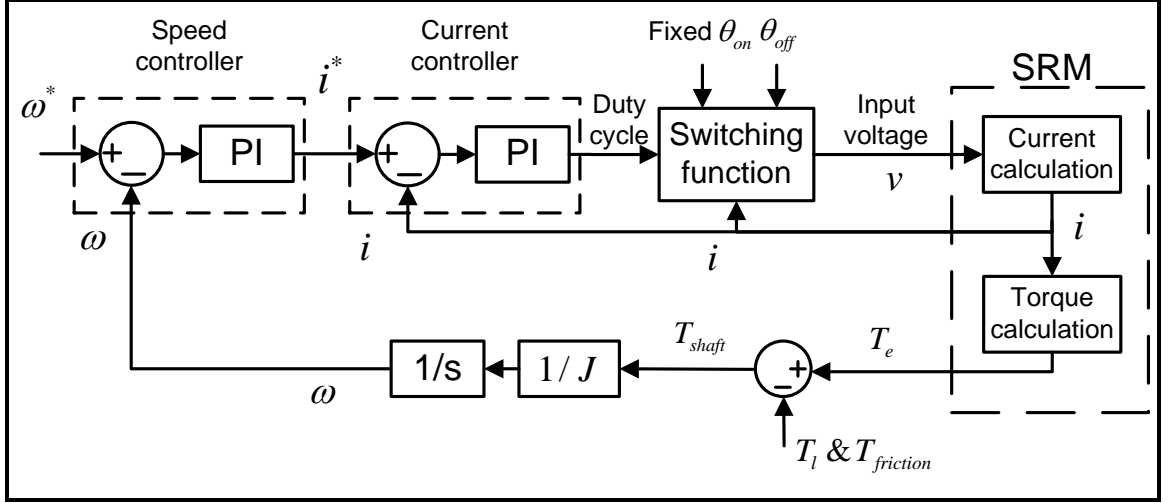 Speed
controller
Current
controller
Fixed θon θoff
SRM
ω*
i*
Duty
cycle
Input
voltage
+
−
PI
+
−
PI
Switching
function
v
Current
calculation
ω
i
i
i
Torque
calculation
Tshaft
Te
1/s
1/J
−
+
ω
Tl & Tfriction